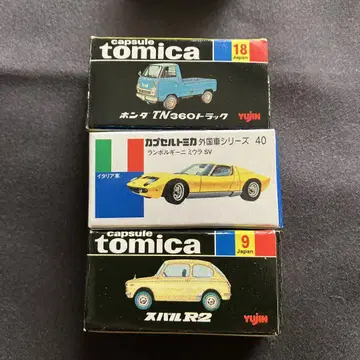 capsule
tomica
18
Japan
ホンダ TN360トラック
Yujin
カプセルトミカ 外国車シリーズ 40
ランボルギーニ ミウラ SV
イタリア車
capsule
tomica
9
Japan
スバル R2
Yujin